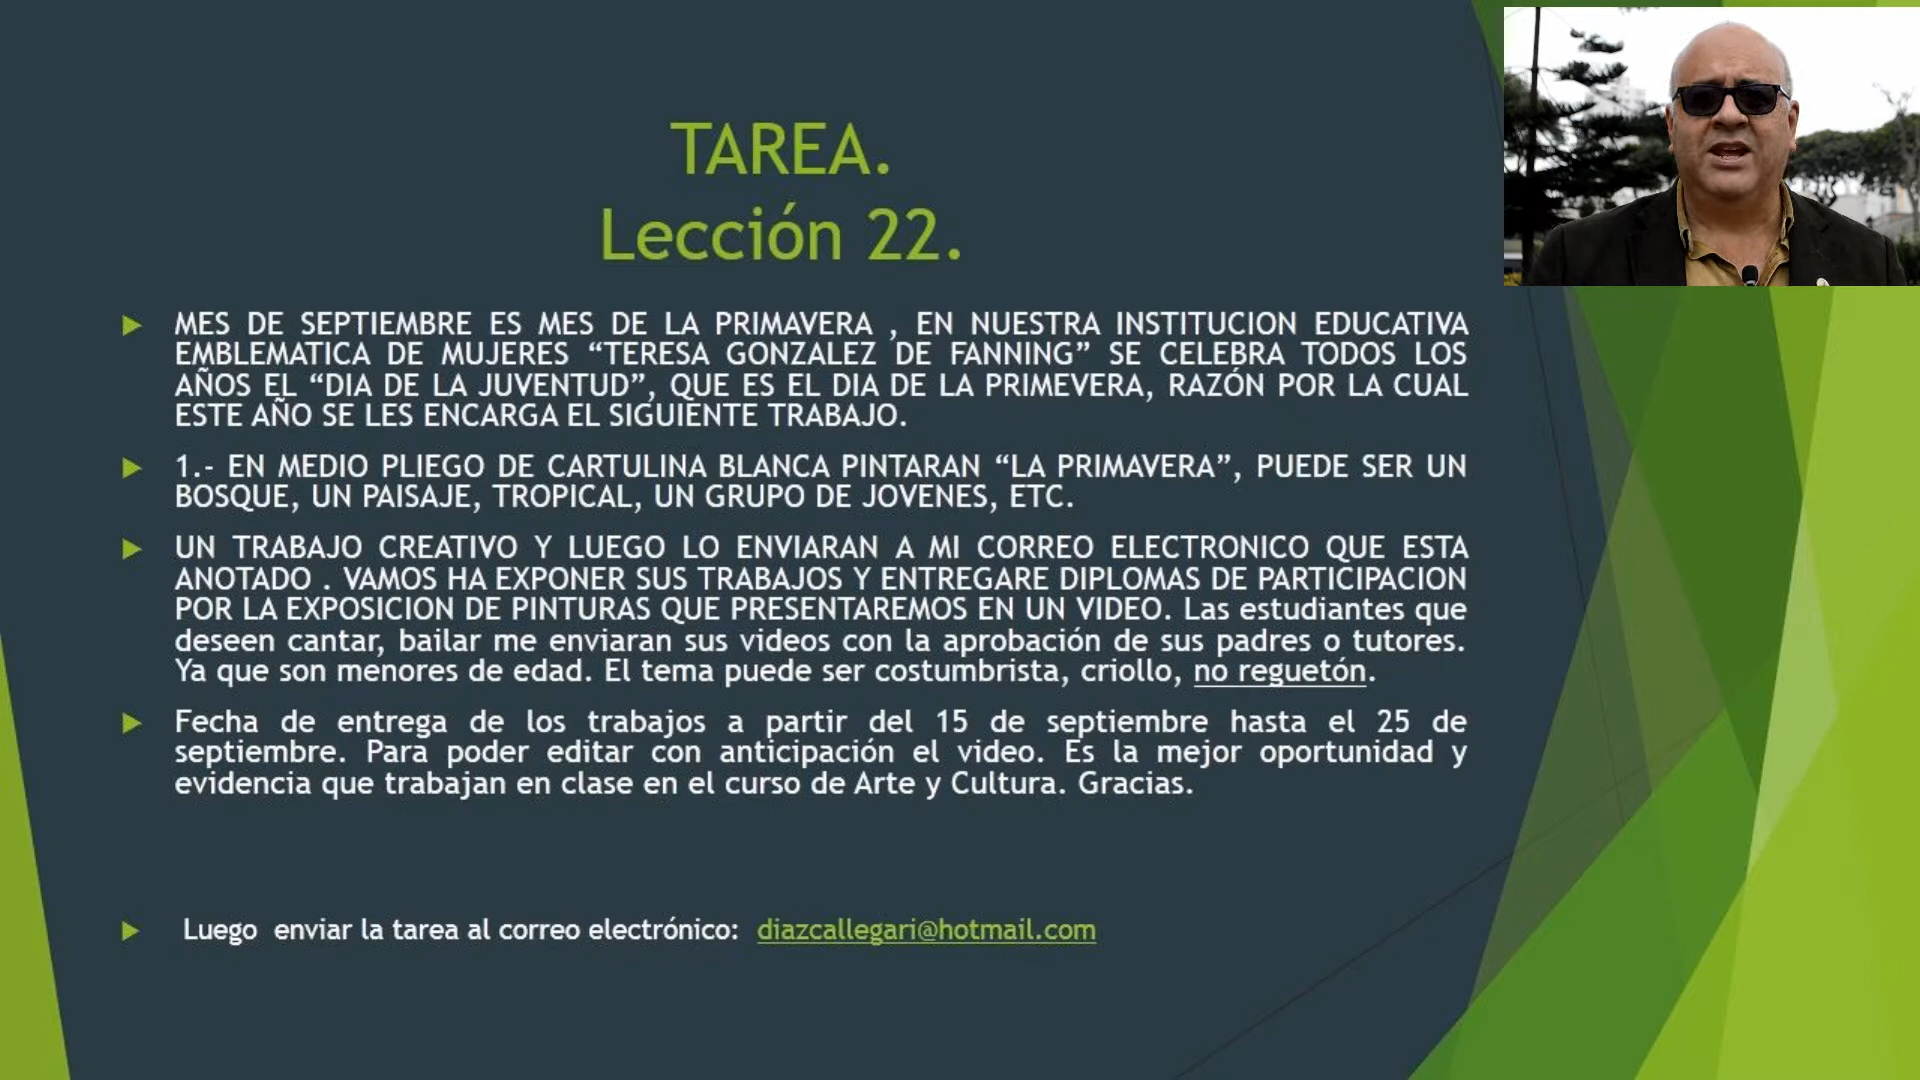 TAREA.
Lección 22.
MES DE SEPTIEMBRE ES MES DE LA PRIMAVERA , EN NUESTRA INSTITUCION EDUCATIVA
EMBLEMATICA DE MUJERES “TERESA GONZALEZ DE FANNING” SE CELEBRA TODOS LOS
AÑOS EL “DIA DE LA JUVENTUD”, QUE ES EL DIA DE LA PRIMEVERA, RAZÓN POR LA CUAL
ESTE AÑO SE LES ENCARGA EL SIGUIENTE TRABAJO.
1.- EN MEDIO PLIEGO DE CARTULINA BLANCA PINTARAN “LA PRIMAVERA”, PUEDE SER UN
BOSQUE, UN PAISAJE, TROPICAL, UN GRUPO DE JOVENES, ETC.
UN TRABAJO CREATIVO Y LUEGO LO ENVIARAN A MI CORREO ELECTRONICO QUE ESTA
ANOTADO . VAMOS HA EXPONER SUS TRABAJOS Y ENTREGARE DIPLOMAS DE PARTICIPACION
POR LA EXPOSICION DE PINTURAS QUE PRESENTAREMOS EN UN VIDEO. Las estudiantes que
deseen cantar, bailar me enviaran sus videos con la aprobación de sus padres o tutores.
Ya que son menores de edad. El tema puede ser costumbrista, criollo, no reguetón.
Fecha de entrega de los trabajos a partir del 15 de septiembre hasta el 25 de
septiembre. Para poder editar con anticipación el video. Es la mejor oportunidad y
evidencia que trabajan en clase en el curso de Arte y Cultura. Gracias.
Luego enviar la tarea al correo electrónico: diazcallegari@hotmail.com